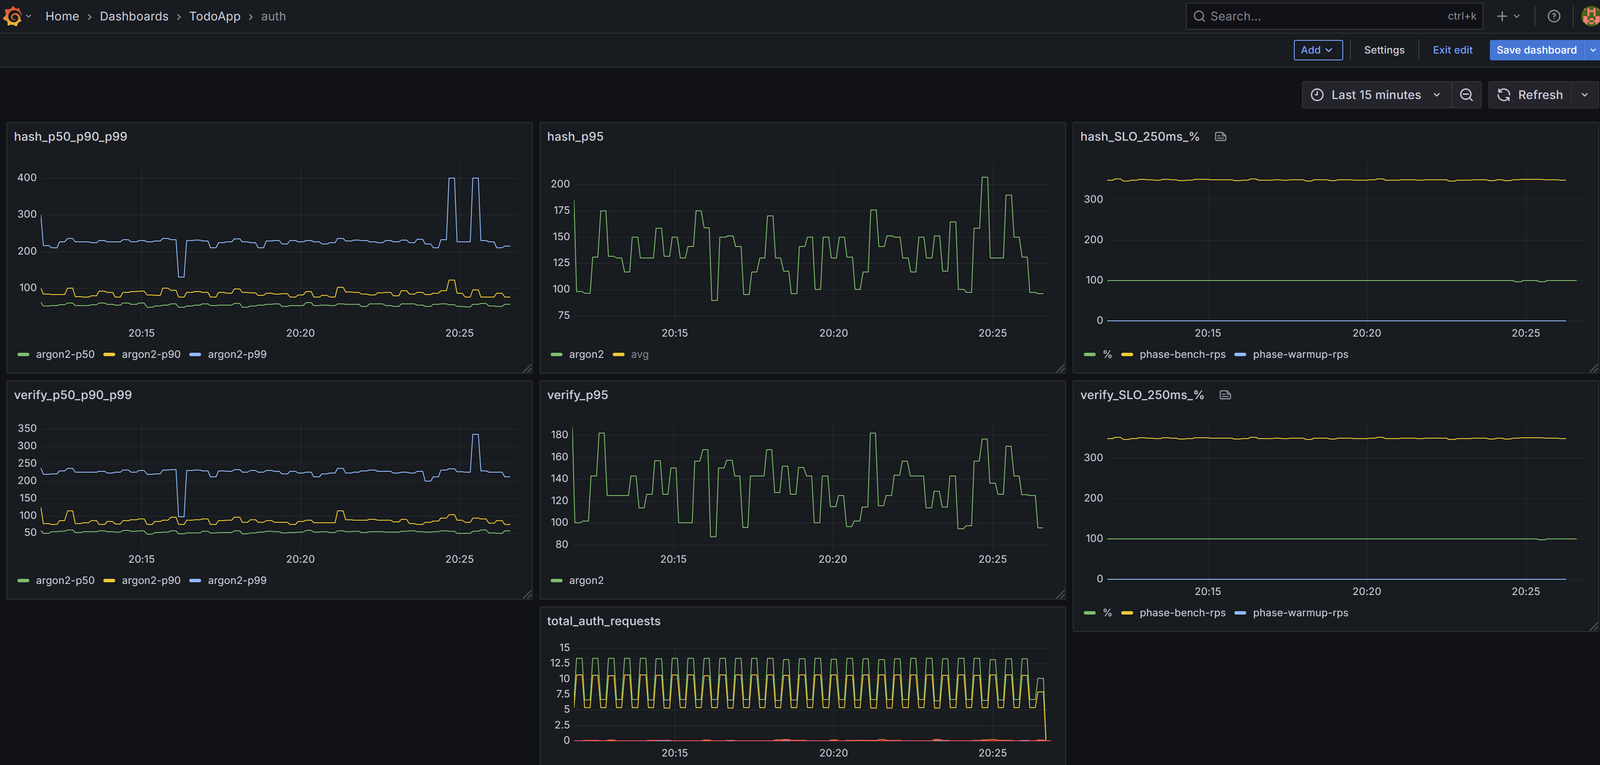 Home › Dashboards › TodoApp › auth
Search... ctrl+k
Add Settings Exit edit Save dashboard
Last 15 minutes Refresh
hash_p50_p90_p99
400
300
200
100
20:15 20:20 20:25
argon2-p50 argon2-p90 argon2-p99
hash_p95
200
175
150
125
100
75
20:15 20:20 20:25
argon2 avg
hash_SLO_250ms_%
300
200
100
0
20:15 20:20 20:25
% phase-bench-rps phase-warmup-rps
verify_p50_p90_p99
350
300
250
200
150
100
50
20:15 20:20 20:25
argon2-p50 argon2-p90 argon2-p99
verify_p95
180
160
140
120
100
80
20:15 20:20 20:25
argon2
verify_SLO_250ms_%
300
200
100
0
20:15 20:20 20:25
% phase-bench-rps phase-warmup-rps
total_auth_requests
15
12.5
10
7.5
5
2.5
0
20:15 20:20 20:25